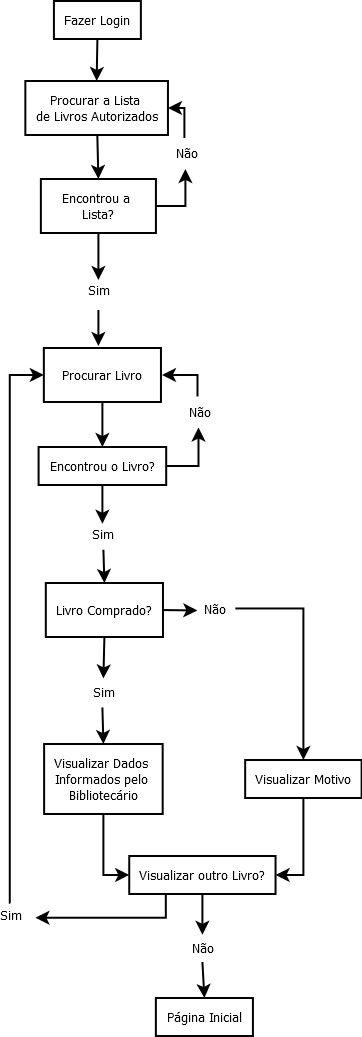 Fazer Login
Procurar a Lista
de Livros Autorizados
Não
Encontrou a
Lista?
Sim
Procurar Livro
Não
Encontrou o Livro?
Sim
Livro Comprado?
Não
Sim
Visualizar Dados
Informados pelo
Bibliotecário
Visualizar Motivo
Visualizar outro Livro?
Sim
Não
Página Inicial